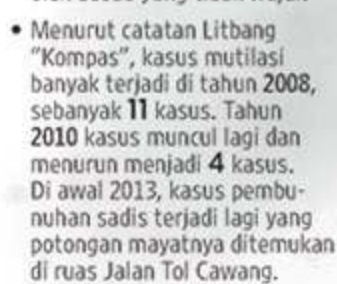 • Menurut catatan Litbang
"Kompas", kasus mutilasi
banyak terjadi di tahun 2008,
sebanyak 11 kasus. Tahun
2010 kasus muncul lagi dan
menurun menjadi 4 kasus.
Di awal 2013, kasus pembu-
nuhan sadis terjadi lagi yang
potongan mayatnya ditemukan
di ruas Jalan Tol Cawang.